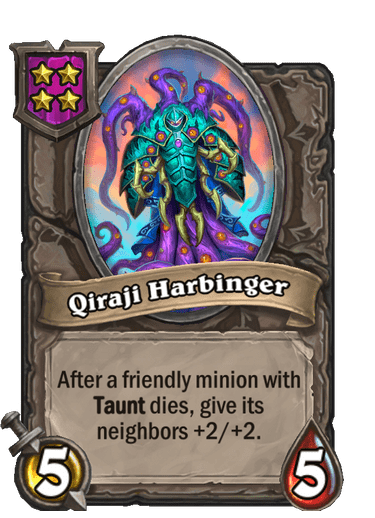 Qiraji Harbinger
After a friendly minion with
Taunt dies, give its
neighbors +2/+2.
5
5